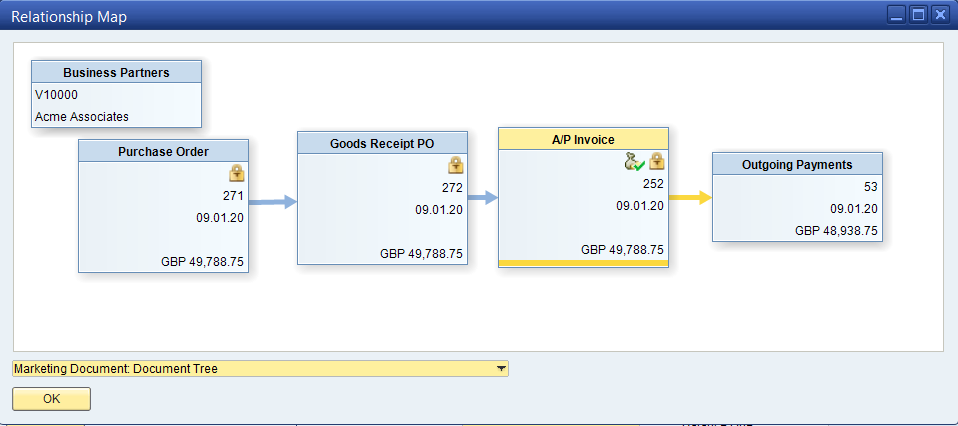 Relationship Map
Business Partners
V10000
Acme Associates
Purchase Order
271
09.01.20
GBP 49,788.75
Goods Receipt PO
272
09.01.20
GBP 49,788.75
A/P Invoice
252
09.01.20
GBP 49,788.75
Outgoing Payments
53
09.01.20
GBP 48,938.75
Marketing Document: Document Tree
OK